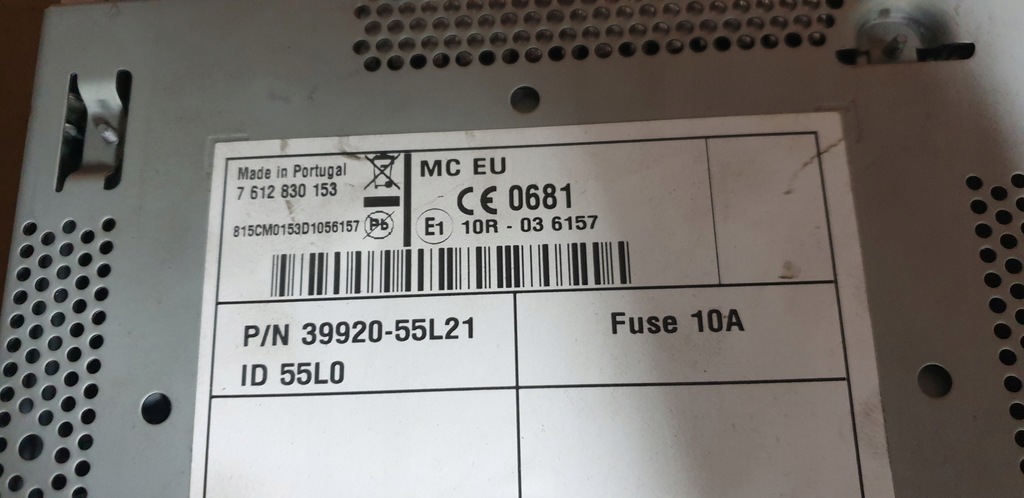 Made in Portugal
7 612 830 153
815CM0153D1056157 Pb
MC EU
CE 0681
E1 10R - 03 6157
P/N 39920-55L21
ID 55L0
Fuse 10A